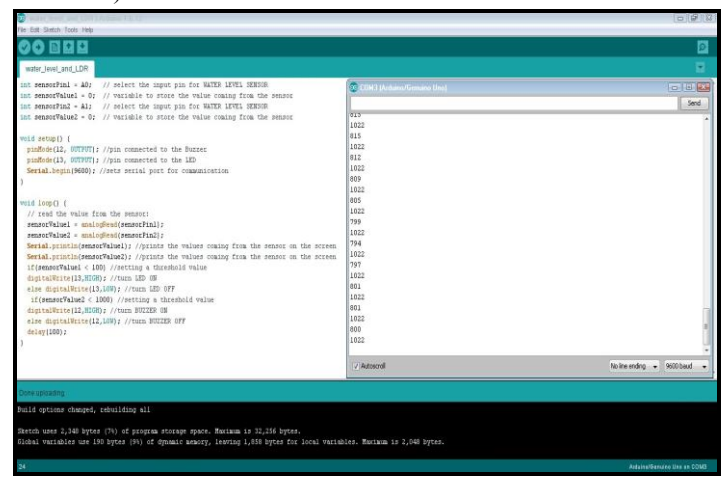 File Edit Sketch Tools Help
water_level_and_LDR
int sensorPin1 = A0; // select the input pin for WATER LEVEL SENSOR
int sensorValue1 = 0; // variable to store the value coming from the sensor
int sensorPin2 = A1; // select the input pin for WATER LEVEL SENSOR
int sensorValue2 = 0; // variable to store the value coming from the sensor
void setup() {
pinMode(12, OUTPUT); //pin connected to the Buzzer
pinMode(13, OUTPUT); //pin connected to the LED
Serial.begin(9600); //sets serial port for communication
}
void loop() {
// read the value from the sensor:
sensorValue1 = analogRead(sensorPin1);
sensorValue2 = analogRead(sensorPin2);
Serial.println(sensorValue1); //prints the values coming from the sensor on the screen
Serial.println(sensorValue2); //prints the values coming from the sensor on the screen
if(sensorValue1 < 100) //setting a threshold value
digitalWrite(13,HIGH); //turn LED ON
else digitalWrite(13,LOW); //turn LED OFF
if(sensorValue2 < 1000) //setting a threshold value
digitalWrite(12,HIGH); //turn BUZZER ON
else digitalWrite(12,LOW); //turn BUZZER OFF
delay(100);
}
COM3 (Arduino/Genuino Uno)
Send
815
1022
815
1022
812
1022
809
1022
805
1022
799
1022
794
1022
797
1022
801
1022
801
1022
800
1022
Autoscroll
No line ending
9600 baud
Done uploading
Build options changed, rebuilding all
Sketch uses 2,340 bytes (7%) of program storage space. Maximum is 32,256 bytes.
Global variables use 190 bytes (9%) of dynamic memory, leaving 1,858 bytes for local variables. Maximum is 2,048 bytes.
24
Arduino/Genuino Uno on COM3